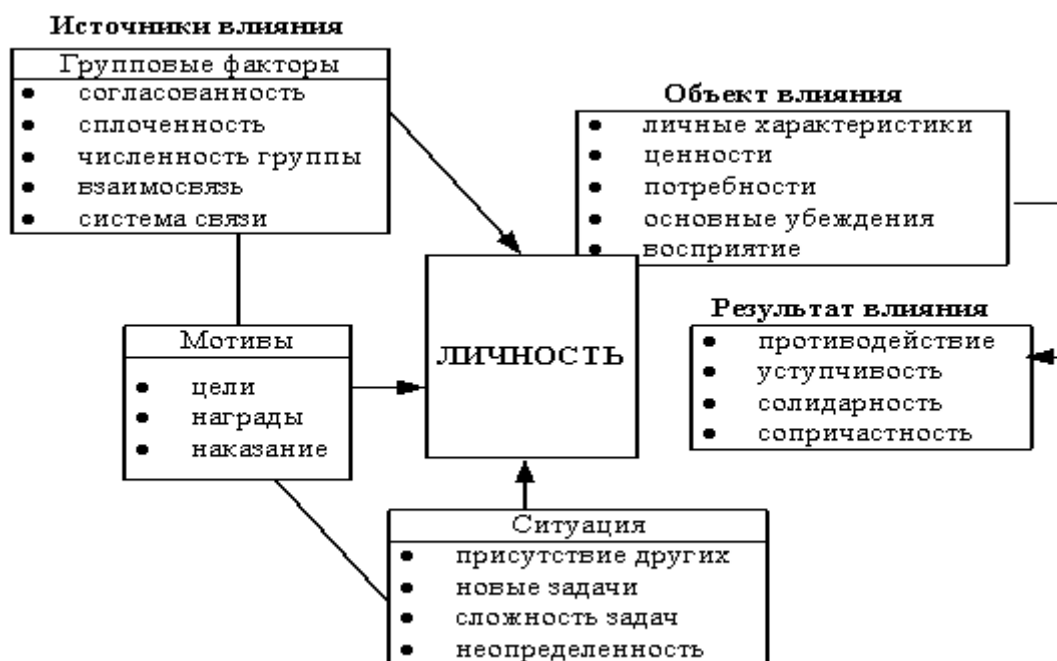 Источники влияния
Групповые факторы
согласованность
сплоченность
численность группы
взаимосвязь
система связи
Объект влияния
личные характеристики
ценности
потребности
основные убеждения
восприятие
Мотивы
цели
награды
наказание
ЛИЧНОСТЬ
Результат влияния
противодействие
уступчивость
солидарность
сопричастность
Ситуация
присутствие других
новые задачи
сложность задач
неопределенность